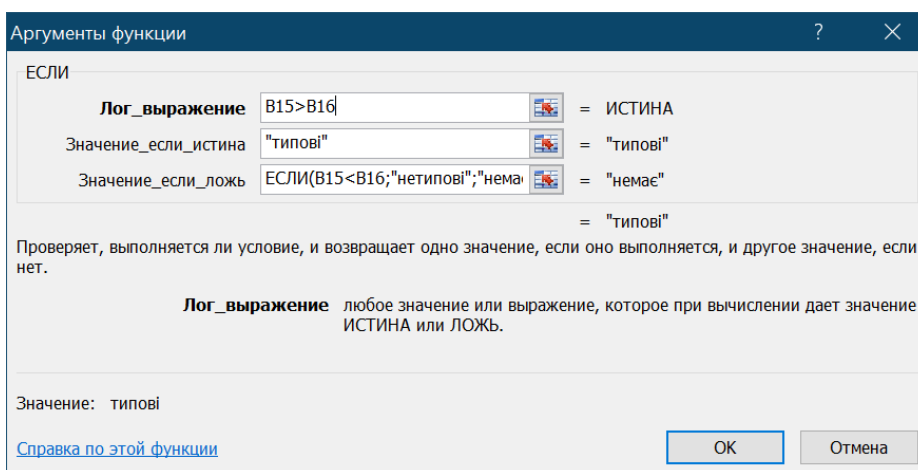 Аргументы функции ?
ЕСЛИ
Лог_выражение B15>B16 = ИСТИНА
Значение_если_истина "типові" = "типові"
Значение_если_ложь ЕСЛИ(B15<B16;"нетипові";"нема = "немає"
= "типові"
Проверяет, выполняется ли условие, и возвращает одно значение, если оно выполняется, и другое значение, если
нет.
Лог_выражение любое значение или выражение, которое при вычислении дает значение
ИСТИНА или ЛОЖЬ.
Значение: типові
Справка по этой функции OK Отмена